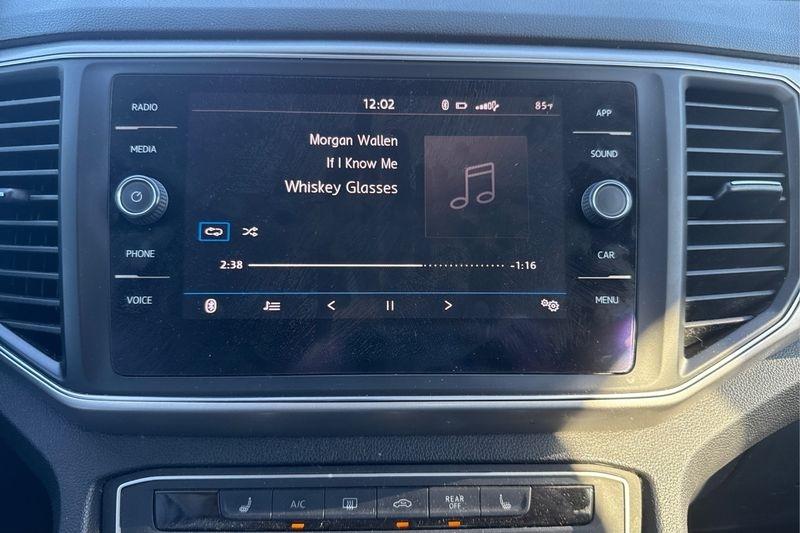 RADIO
MEDIA
PHONE
VOICE
12:02
85°F
Morgan Wallen
If I Know Me
Whiskey Glasses
2:38
-1:16
APP
SOUND
CAR
MENU
A/C
REAR
OFF